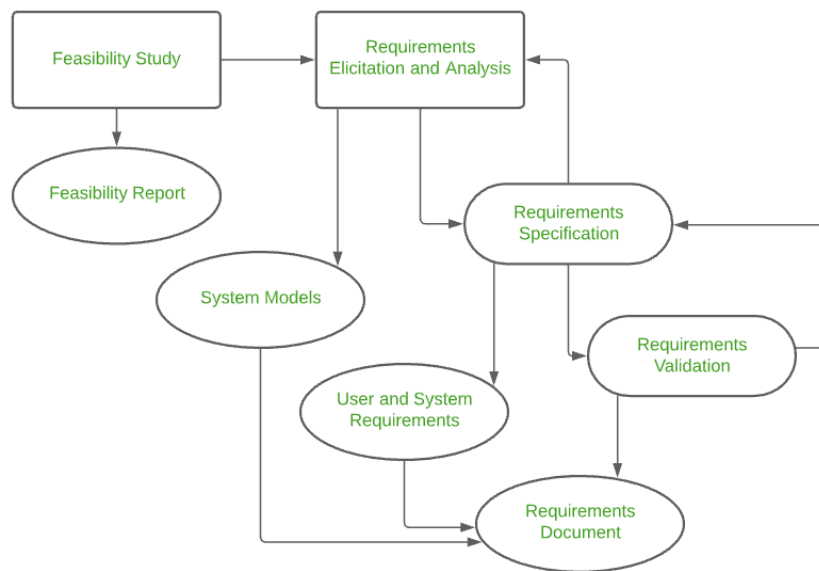 Feasibility Study
Requirements
Elicitation and Analysis
Feasibility Report
Requirements
Specification
System Models
Requirements
Validation
User and System
Requirements
Requirements
Document